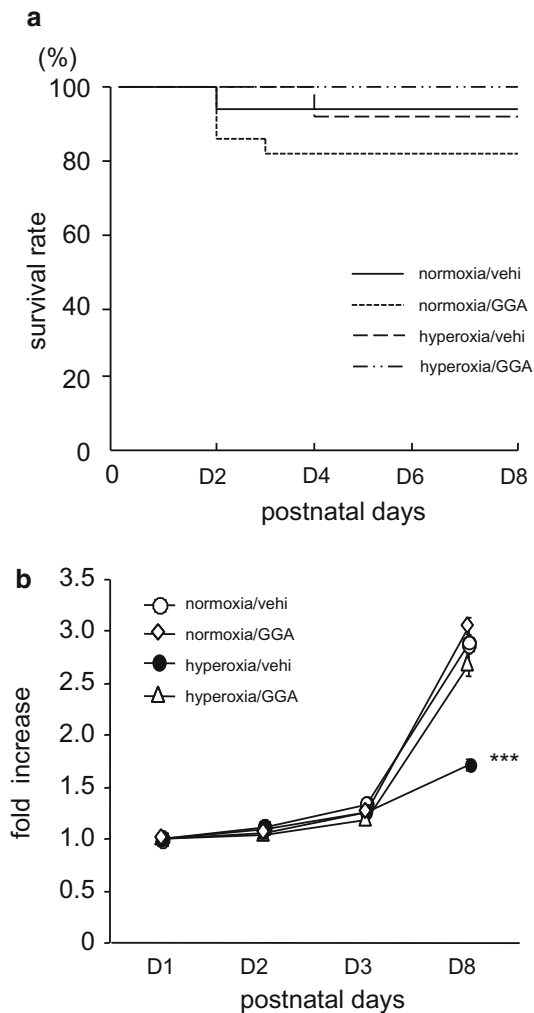 a
(%)
100
80
60
40
20
0
survival rate
normoxia/vehi
normoxia/GGA
hyperoxia/vehi
hyperoxia/GGA
0 D2 D4 D6 D8
postnatal days
b
3.5
3.0
2.5
2.0
1.5
1.0
0.5
0
fold increase
normoxia/vehi
normoxia/GGA
hyperoxia/vehi
hyperoxia/GGA
***
D1 D2 D3 D8
postnatal days